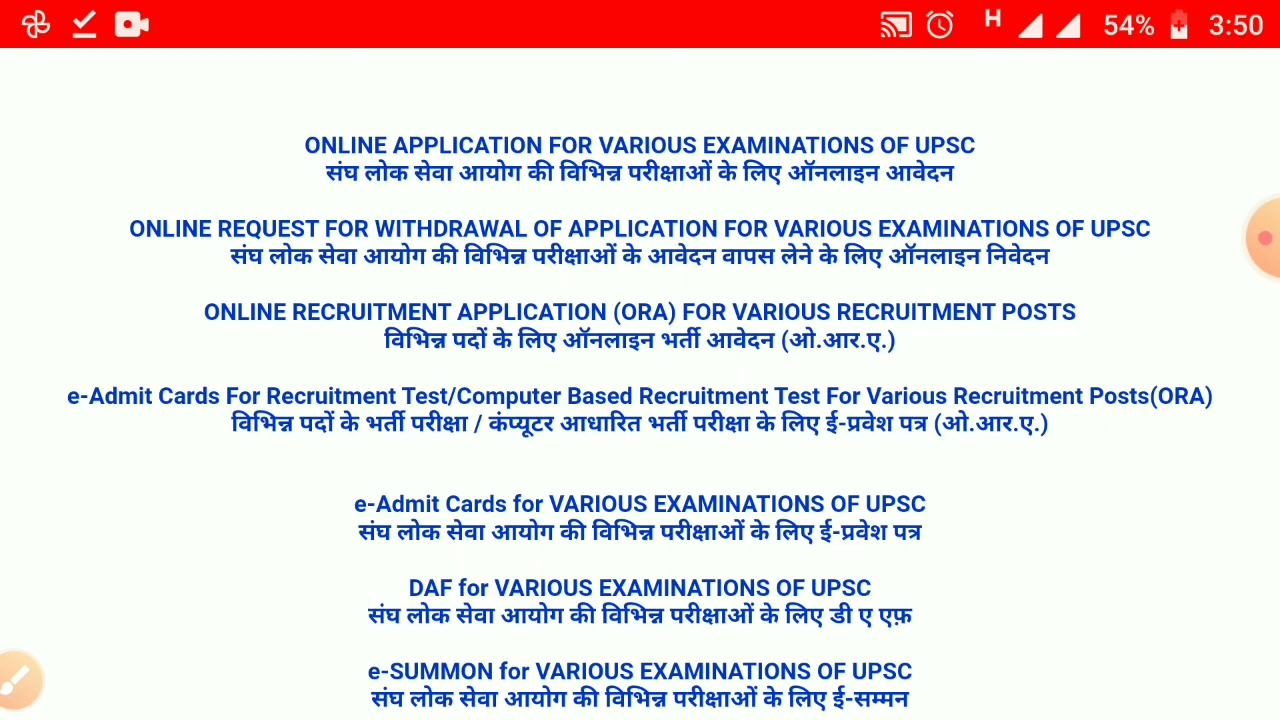 H 54% 3:50
ONLINE APPLICATION FOR VARIOUS EXAMINATIONS OF UPSC
संघ लोक सेवा आयोग की विभिन्न परीक्षाओं के लिए ऑनलाइन आवेदन
ONLINE REQUEST FOR WITHDRAWAL OF APPLICATION FOR VARIOUS EXAMINATIONS OF UPSC
संघ लोक सेवा आयोग की विभिन्न परीक्षाओं के आवेदन वापस लेने के लिए ऑनलाइन निवेदन
ONLINE RECRUITMENT APPLICATION (ORA) FOR VARIOUS RECRUITMENT POSTS
विभिन्न पदों के लिए ऑनलाइन भर्ती आवेदन (ओ.आर.ए.)
e-Admit Cards For Recruitment Test/Computer Based Recruitment Test For Various Recruitment Posts(ORA)
विभिन्न पदों के भर्ती परीक्षा / कंप्यूटर आधारित भर्ती परीक्षा के लिए ई-प्रवेश पत्र (ओ.आर.ए.)
e-Admit Cards for VARIOUS EXAMINATIONS OF UPSC
संघ लोक सेवा आयोग की विभिन्न परीक्षाओं के लिए ई-प्रवेश पत्र
DAF for VARIOUS EXAMINATIONS OF UPSC
संघ लोक सेवा आयोग की विभिन्न परीक्षाओं के लिए डी ए एफ़
e-SUMMON for VARIOUS EXAMINATIONS OF UPSC
संघ लोक सेवा आयोग की विभिन्न परीक्षाओं के लिए ई-सम्मन